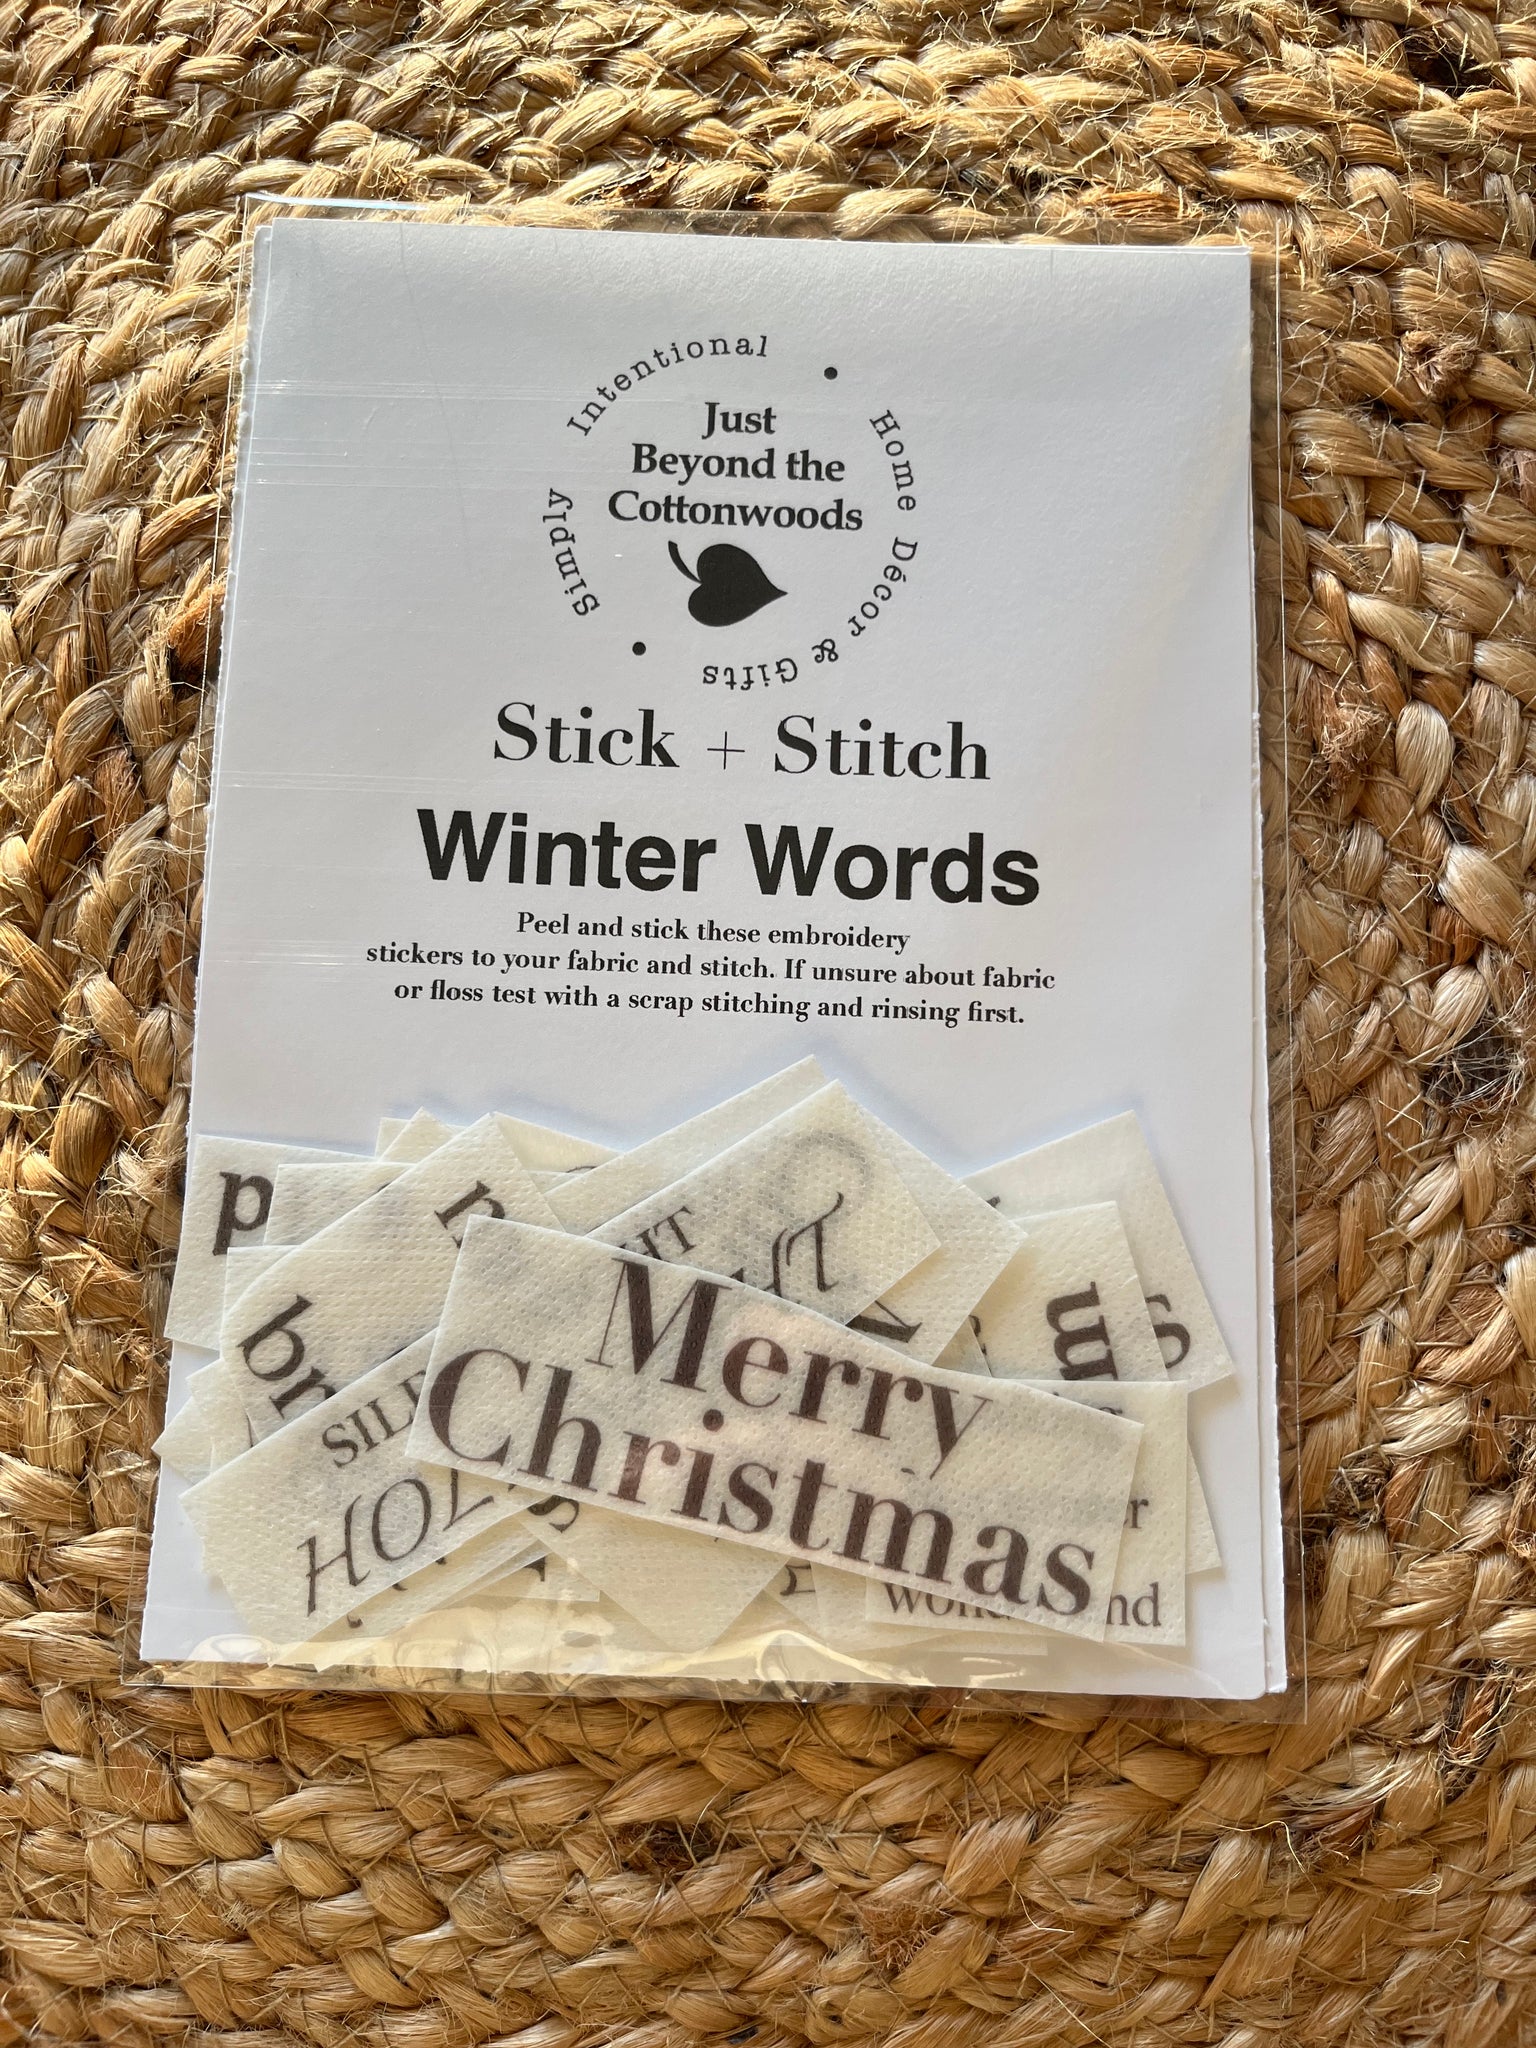 Simply Intentional • Home Décor & Gifts •
Just
Beyond the
Cottonwoods
Stick + Stitch
Winter Words
Peel and stick these embroidery
stickers to your fabric and stitch. If unsure about fabric
or floss test with a scrap stitching and rinsing first.
Merry
Christmas